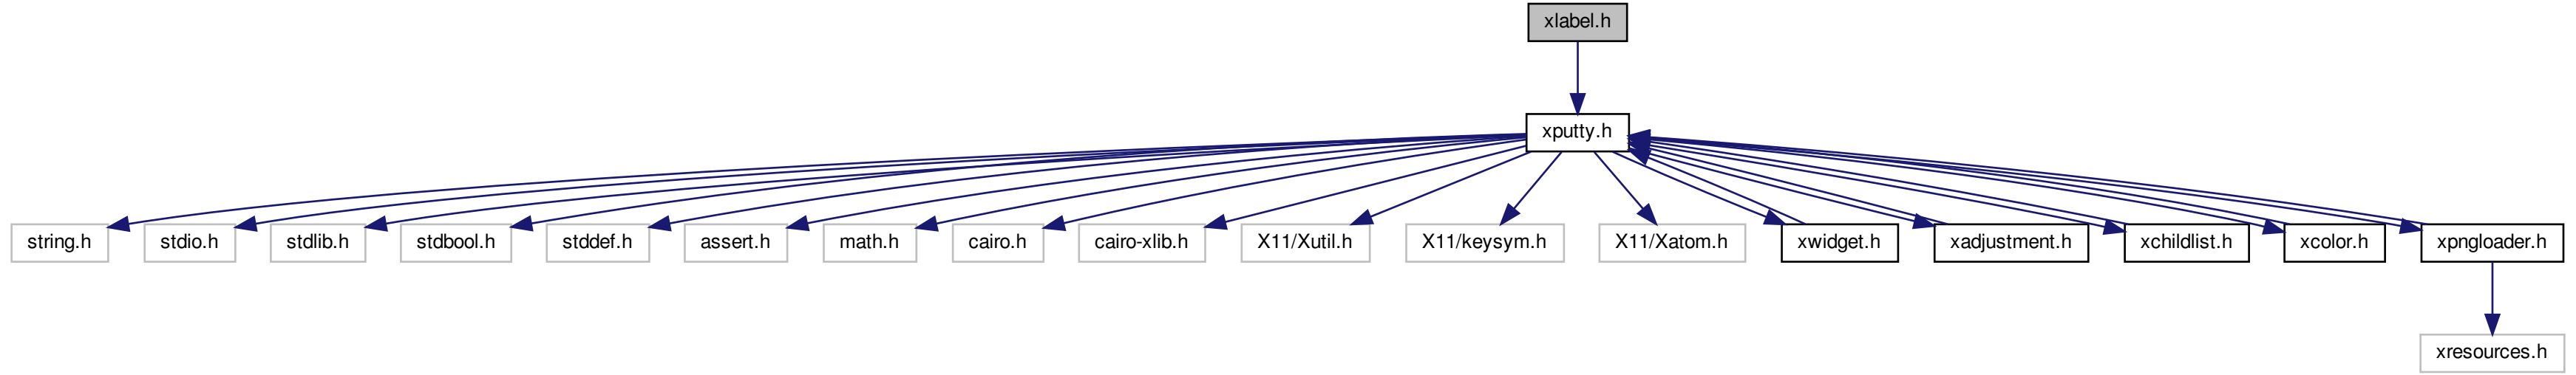 xlabel.h
xputty.h
string.h
stdio.h
stdlib.h
stdbool.h
stddef.h
assert.h
math.h
cairo.h
cairo-xlib.h
X11/Xutil.h
X11/keysym.h
X11/Xatom.h
xwidget.h
xadjustment.h
xchildlist.h
xcolor.h
xpngloader.h
xresources.h